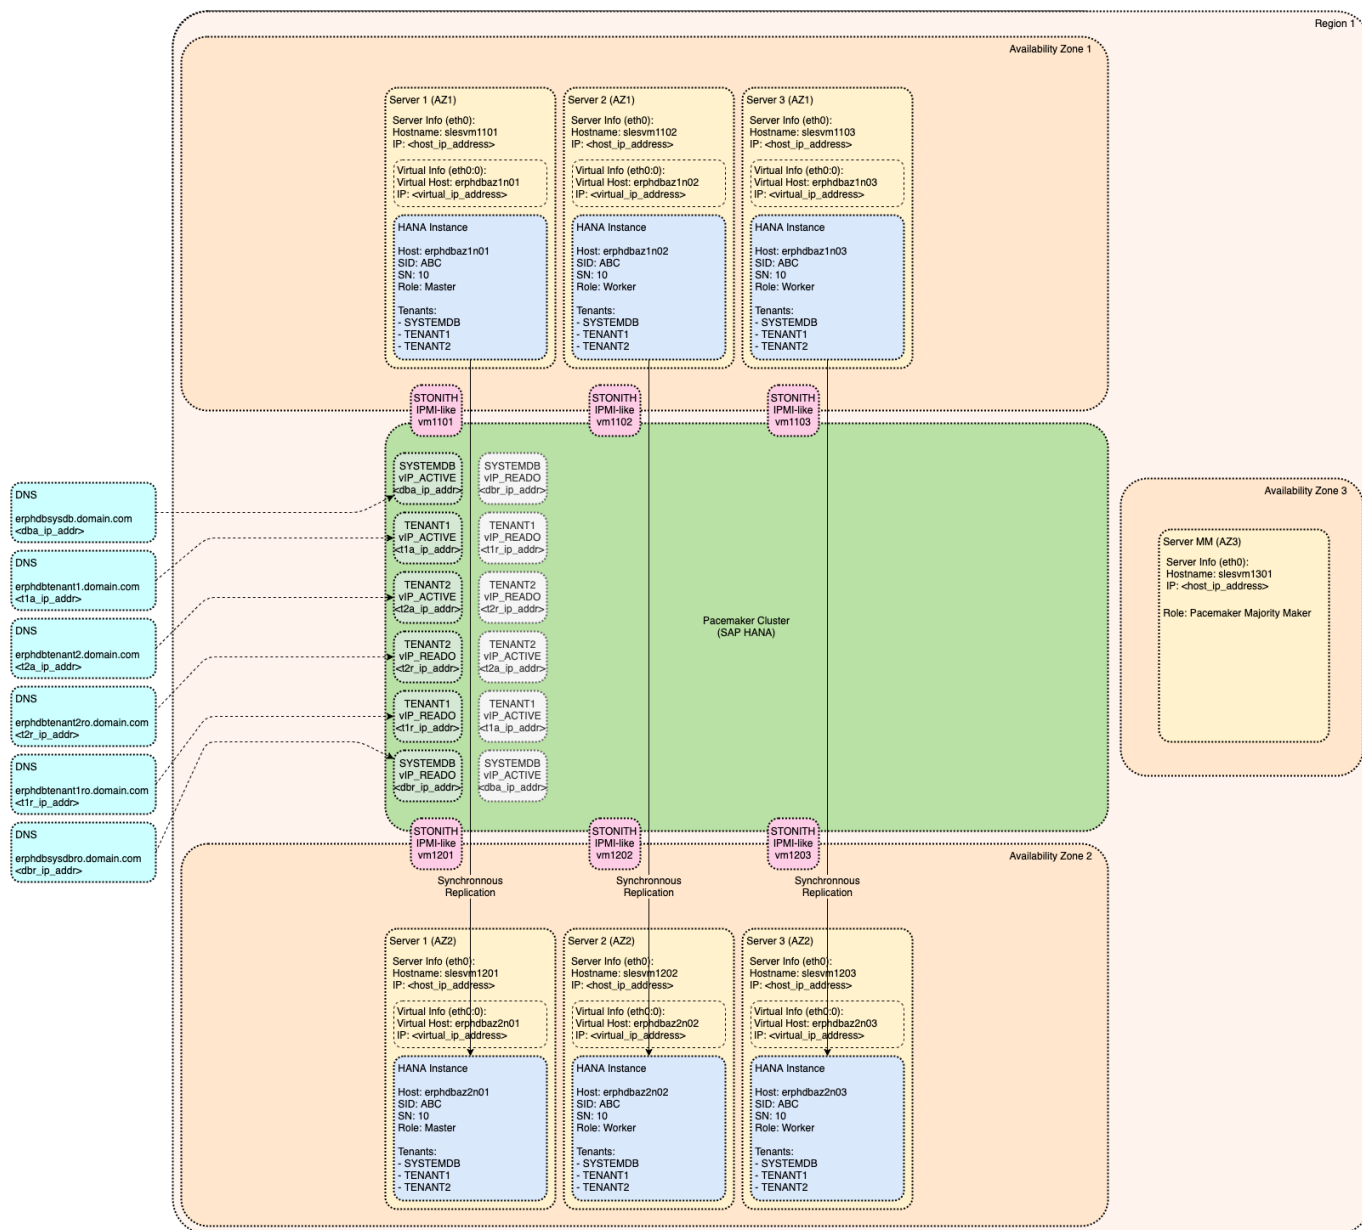 Region 1
Availability Zone 1
Server 1 (AZ1)
Server Info (eth0):
Hostname: slesvm1101
IP: <host_ip_address>
Virtual Info (eth0:0):
Virtual Host: erphdbaz1n01
IP: <virtual_ip_address>
HANA Instance
Host: erphdbaz1n01
SID: ABC
SN: 10
Role: Master
Tenants:
- SYSTEMDB
- TENANT1
- TENANT2
Server 2 (AZ1)
Server Info (eth0):
Hostname: slesvm1102
IP: <host_ip_address>
Virtual Info (eth0:0):
Virtual Host: erphdbaz1n02
IP: <virtual_ip_address>
HANA Instance
Host: erphdbaz1n02
SID: ABC
SN: 10
Role: Worker
Tenants:
- SYSTEMDB
- TENANT1
- TENANT2
Server 3 (AZ1)
Server Info (eth0):
Hostname: slesvm1103
IP: <host_ip_address>
Virtual Info (eth0:0):
Virtual Host: erphdbaz1n03
IP: <virtual_ip_address>
HANA Instance
Host: erphdbaz1n03
SID: ABC
SN: 10
Role: Worker
Tenants:
- SYSTEMDB
- TENANT1
- TENANT2
STONITH
IPMI-like
vm1101
STONITH
IPMI-like
vm1102
STONITH
IPMI-like
vm1103
DNS
erphdbsysdb.domain.com
<dba_ip_addr>
DNS
erphdbtenant1.domain.com
<t1a_ip_addr>
DNS
erphdbtenant2.domain.com
<t2a_ip_addr>
DNS
erphdbtenant2ro.domain.com
<t2r_ip_addr>
DNS
erphdbtenant1ro.domain.com
<t1r_ip_addr>
DNS
erphdbsysdbro.domain.com
<dbr_ip_addr>
SYSTEMDB
vIP_ACTIVE
<dba_ip_addr>
SYSTEMDB
vIP_READO
<dbr_ip_addr>
TENANT1
vIP_ACTIVE
<t1a_ip_addr>
TENANT1
vIP_READO
<t1r_ip_addr>
TENANT2
vIP_ACTIVE
<t2a_ip_addr>
TENANT2
vIP_READO
<t2r_ip_addr>
TENANT2
vIP_READO
<t2r_ip_addr>
TENANT2
vIP_ACTIVE
<t2a_ip_addr>
TENANT1
vIP_READO
<t1r_ip_addr>
TENANT1
vIP_ACTIVE
<t1a_ip_addr>
SYSTEMDB
vIP_READO
<dbr_ip_addr>
SYSTEMDB
vIP_ACTIVE
<dba_ip_addr>
Pacemaker Cluster
(SAP HANA)
Availability Zone 3
Server MM (AZ3)
Server Info (eth0):
Hostname: slesvm1301
IP: <host_ip_address>
Role: Pacemaker Majority Maker
STONITH
IPMI-like
vm1201
STONITH
IPMI-like
vm1202
STONITH
IPMI-like
vm1203
Availability Zone 2
Synchronnous
Replication
Synchronnous
Replication
Synchronnous
Replication
Server 1 (AZ2)
Server Info (eth0):
Hostname: slesvm1201
IP: <host_ip_address>
Virtual Info (eth0:0):
Virtual Host: erphdbaz2n01
IP: <virtual_ip_address>
HANA Instance
Host: erphdbaz2n01
SID: ABC
SN: 10
Role: Master
Tenants:
- SYSTEMDB
- TENANT1
- TENANT2
Server 2 (AZ2)
Server Info (eth0):
Hostname: slesvm1202
IP: <host_ip_address>
Virtual Info (eth0:0):
Virtual Host: erphdbaz2n02
IP: <virtual_ip_address>
HANA Instance
Host: erphdbaz2n02
SID: ABC
SN: 10
Role: Worker
Tenants:
- SYSTEMDB
- TENANT1
- TENANT2
Server 3 (AZ2)
Server Info (eth0):
Hostname: slesvm1203
IP: <host_ip_address>
Virtual Info (eth0:0):
Virtual Host: erphdbaz2n03
IP: <virtual_ip_address>
HANA Instance
Host: erphdbaz2n03
SID: ABC
SN: 10
Role: Worker
Tenants:
- SYSTEMDB
- TENANT1
- TENANT2